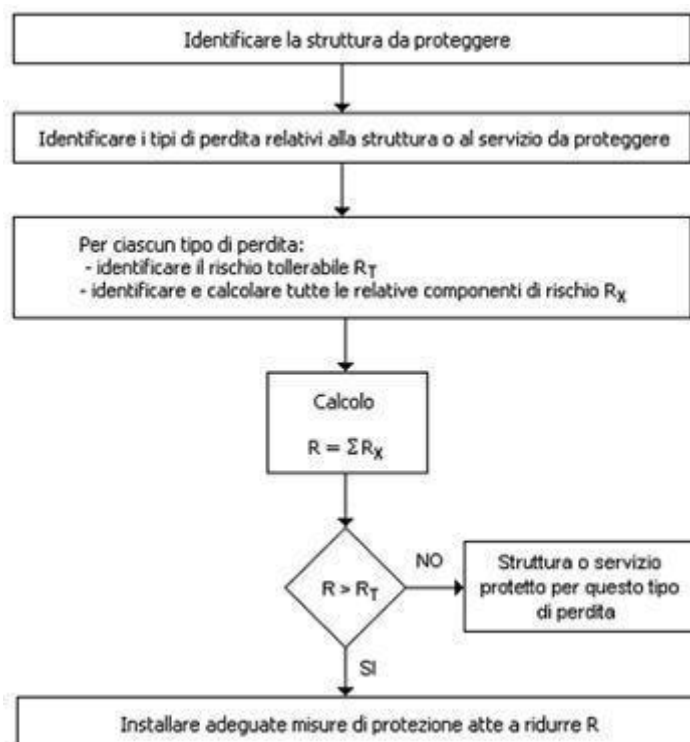 Identificare la struttura da proteggere
Identificare i tipi di perdita relativi alla struttura o al servizio da proteggere
Per ciascun tipo di perdita:
- identificare il rischio tollerabile RT
- identificare e calcolare tutte le relative componenti di rischio RX
Calcolo
R = ΣRX
R > RT
NO
Struttura o servizio
protetto per questo tipo
di perdita
SI
Installare adeguate misure di protezione atte a ridurre R